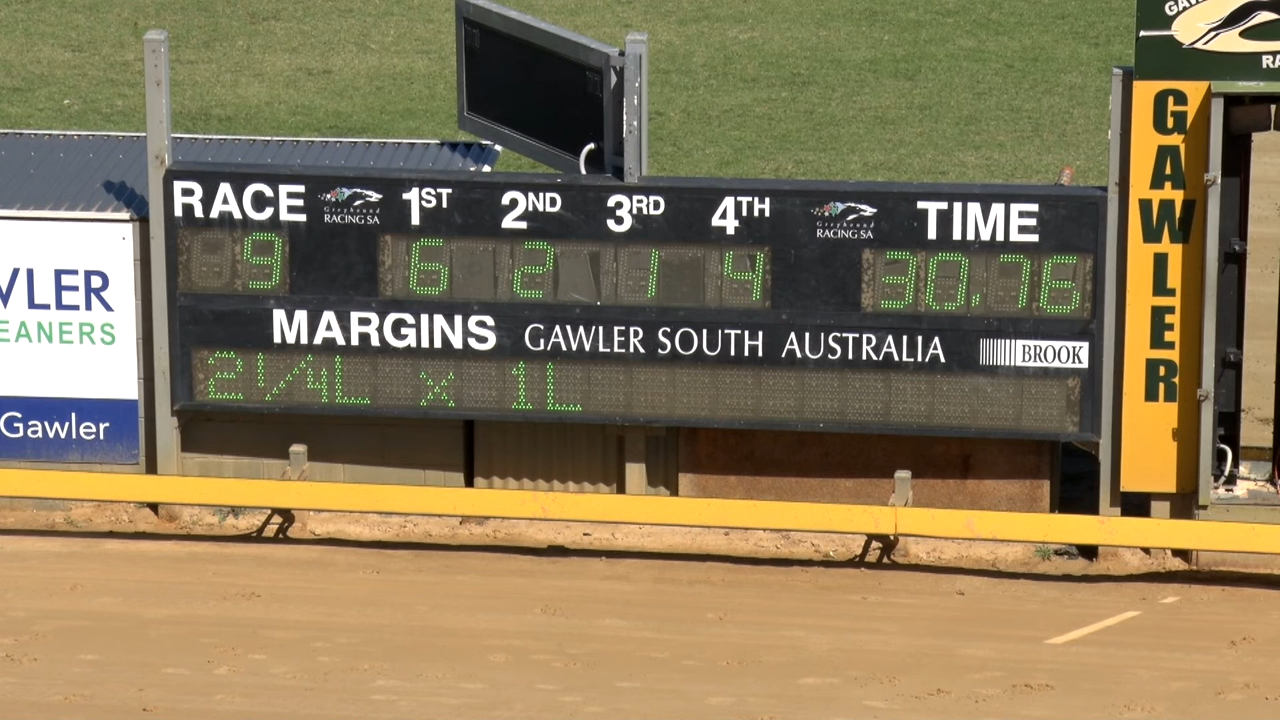 GAWLER
RACE
Greyhound
RACING SA
1ST
2ND
3RD
4TH
Greyhound
RACING SA
TIME
9
6
2
1
4
30.76
MARGINS
GAWLER SOUTH AUSTRALIA
BROOK
2 1/4L x 1L
EANERS
Gawler